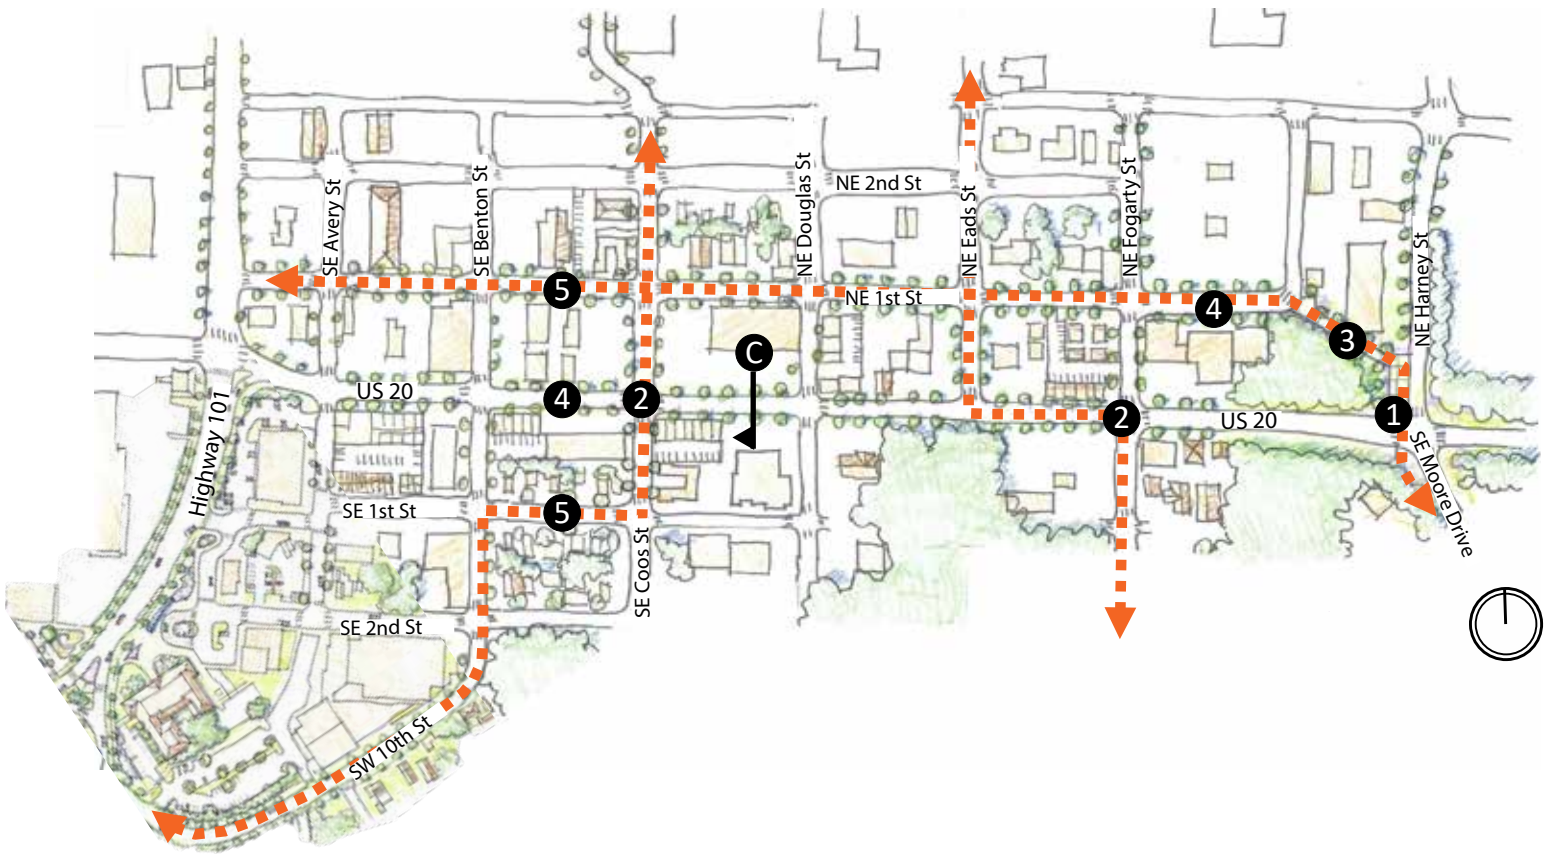 NE 2nd St
SE Avery St
SE Benton St
NE Douglas St
NE Eads St
NE Fogarty St
NE Harney St
5
NE 1st St
4
3
C
US 20
4
2
2
US 20
1
Highway 101
SE Moore Drive
SE 1st St
5
SE Coos St
SE 2nd St
SW 10th St